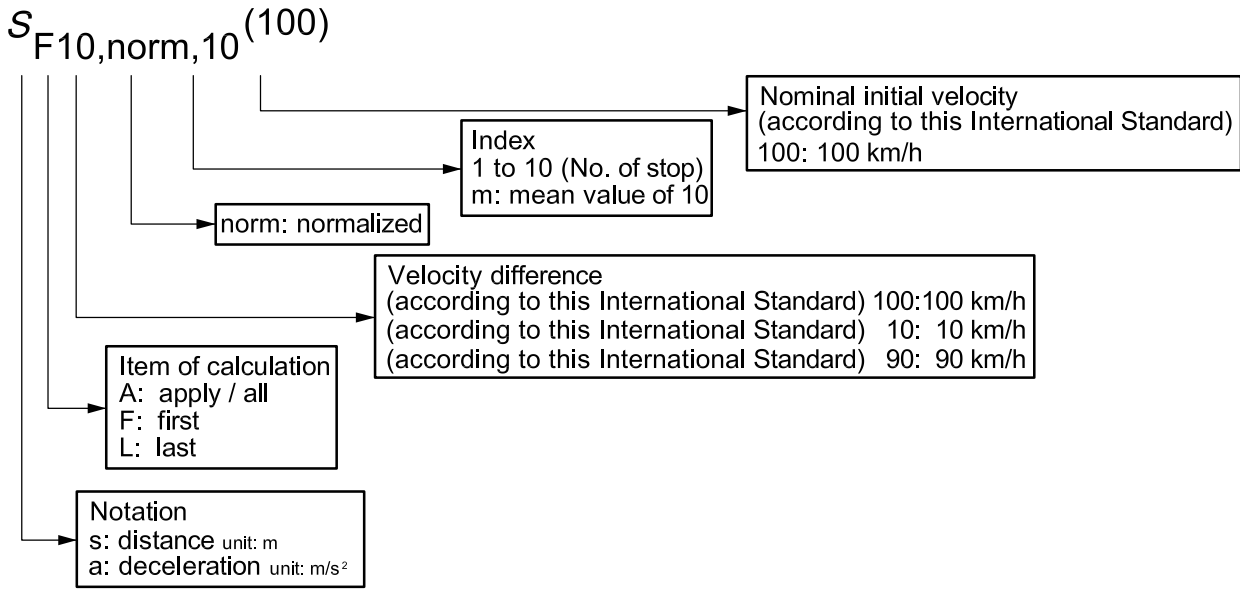 SF10,norm,10(100)
Nominal initial velocity
(according to this International Standard)
100: 100 km/h
Index
1 to 10 (No. of stop)
m: mean value of 10
norm: normalized
Velocity difference
(according to this International Standard) 100:100 km/h
(according to this International Standard) 10: 10 km/h
(according to this International Standard) 90: 90 km/h
Item of calculation
A: apply / all
F: first
L: last
Notation
s: distance unit: m
a: deceleration unit: m/s²